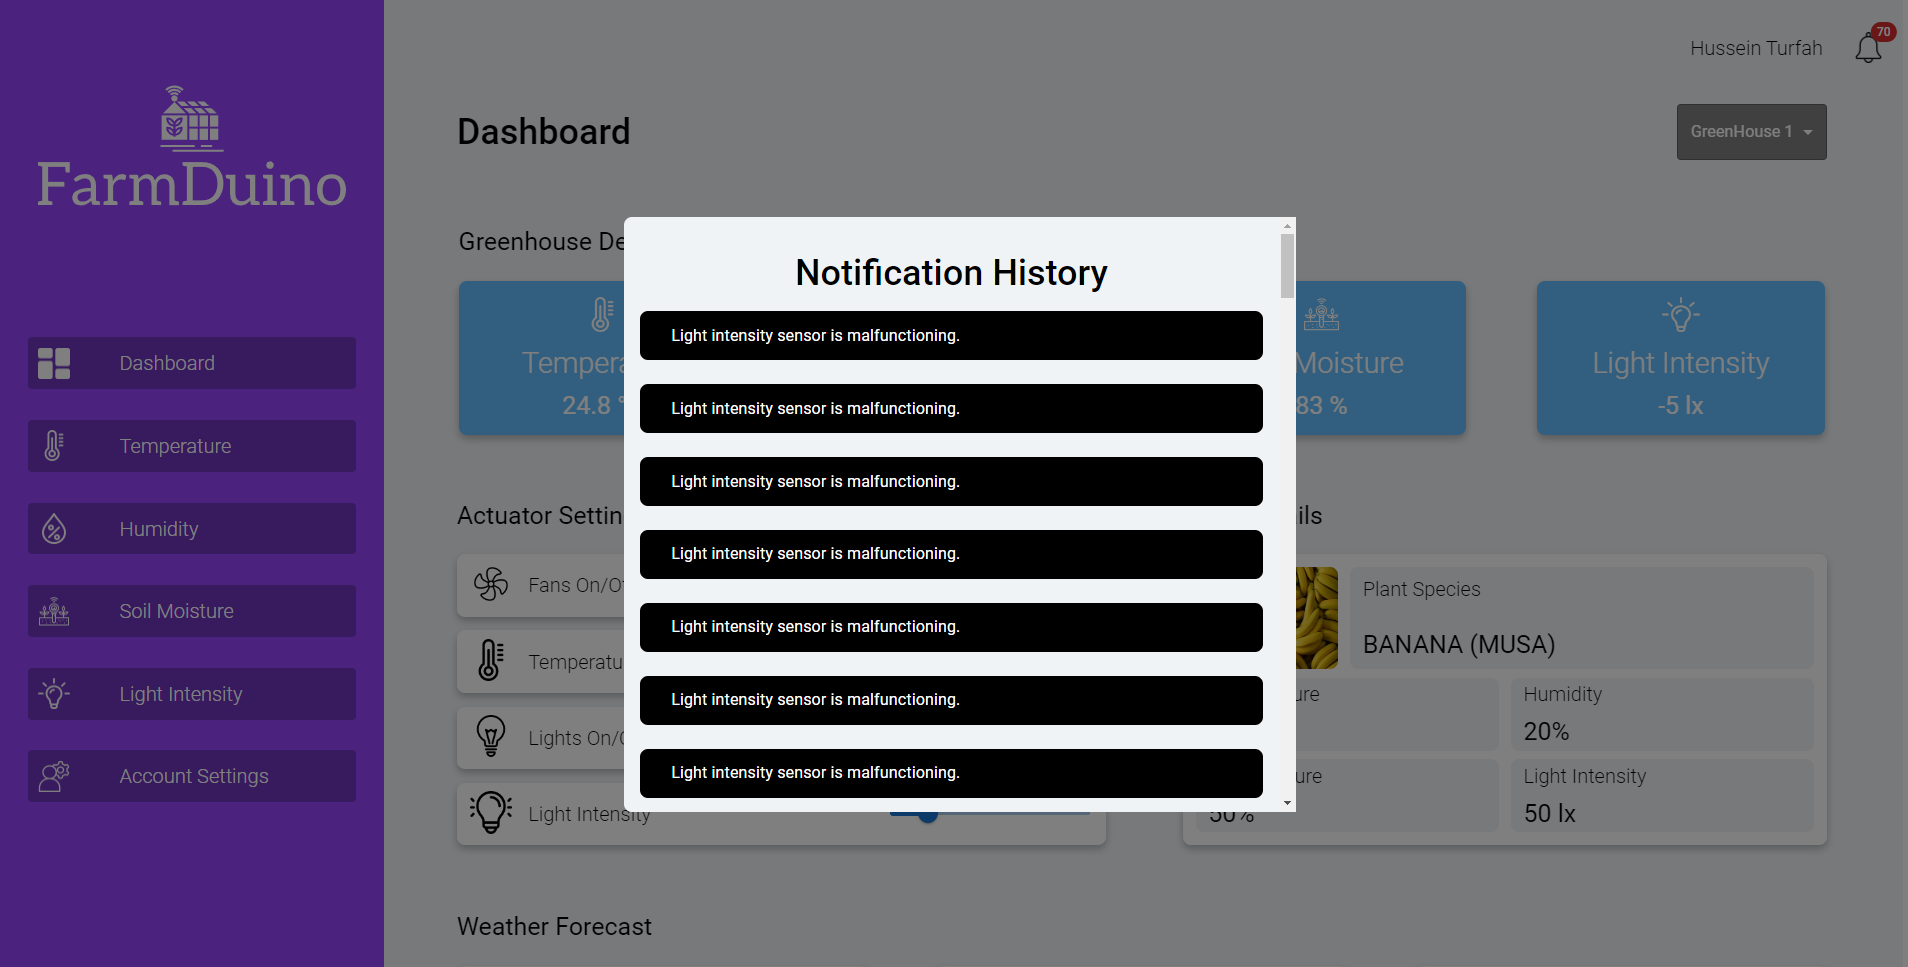 FarmDuino
Dashboard
Temperature
Humidity
Soil Moisture
Light Intensity
Account Settings
Hussein Turfah
70
Dashboard
GreenHouse 1
Greenhouse De
Tempera
24.8 °
Moisture
83 %
Light Intensity
-5 lx
Notification History
Light intensity sensor is malfunctioning.
Light intensity sensor is malfunctioning.
Light intensity sensor is malfunctioning.
Light intensity sensor is malfunctioning.
Light intensity sensor is malfunctioning.
Light intensity sensor is malfunctioning.
Light intensity sensor is malfunctioning.
Actuator Settin
Fans On/O
Temperatu
Lights On/
Light Intensity
ils
Plant Species
BANANA (MUSA)
ure
Humidity
20%
ure
50%
Light Intensity
50 lx
Weather Forecast